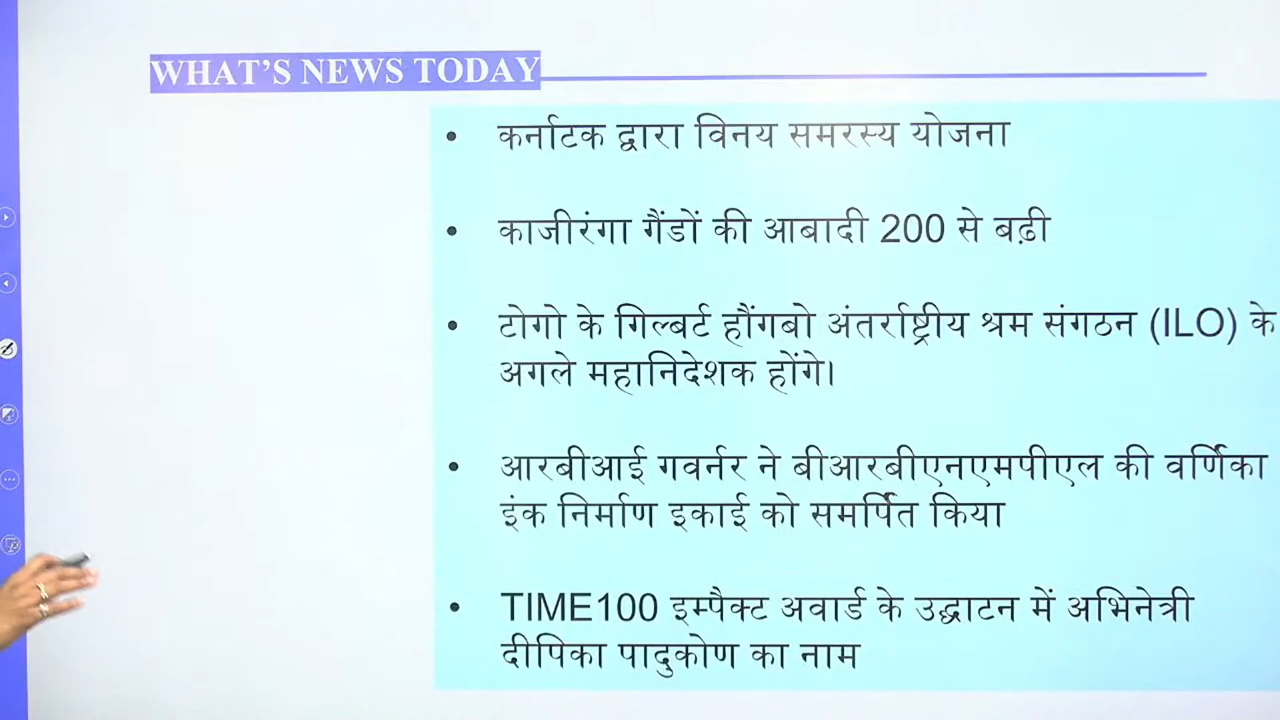 WHAT'S NEWS TODAY
• कर्नाटक द्वारा विनय समरस्य योजना
• काजीरंगा गैंडों की आबादी 200 से बढ़ी
• टोगो के गिल्बर्ट हौंगबो अंतर्राष्ट्रीय श्रम संगठन (ILO) के
अगले महानिदेशक होंगे।
• आरबीआई गवर्नर ने बीआरबीएनएमपीएल की वर्णिका
इंक निर्माण इकाई को समर्पित किया
• TIME100 इम्पैक्ट अवार्ड के उद्घाटन में अभिनेत्री
दीपिका पादुकोण का नाम